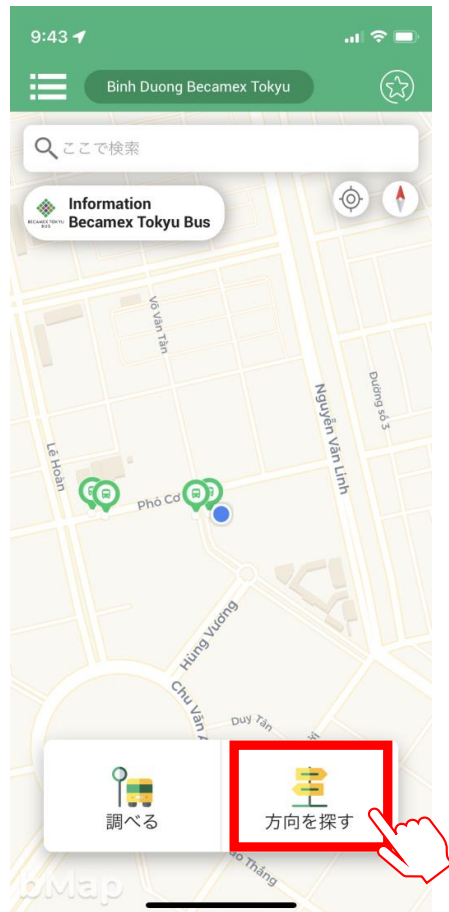 9:43
Binh Duong Becamex Tokyu
ここで検索
Information
Becamex Tokyu Bus
BECAMEX TOKYU
BUS
Võ Văn Tần
Đường số 3
Nguyễn Văn Linh
Lê Hoàn
Phó Cơ
Hùng Vương
Chu Văn A
Duy Tân
調べる
方向を探す
ào Thắng
bMap